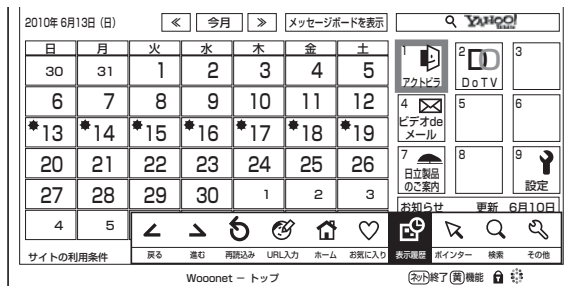 2010年 6月13日（日） ≪ 今月 ≫ メッセージボードを表示 YAHOO!
日 月 火 水 木 金 土
30 31 1 2 3 4 5
6 7 8 9 10 11 12
13 14 15 16 17 18 19
20 21 22 23 24 25 26
27 28 29 30 1 2 3
4 5
1 アクトビラ
2 DoTV
3
4 ビデオde
メール
5
6
7 日立製品
のご案内
8
9 設定
お知らせ 更新 6月10日
サイトの利用条件
戻る 進む 再読込み URL入力 ホーム お気に入り 表示履歴 ポインター 検索 その他
Wooonet － トップ ネット終了 黄機能